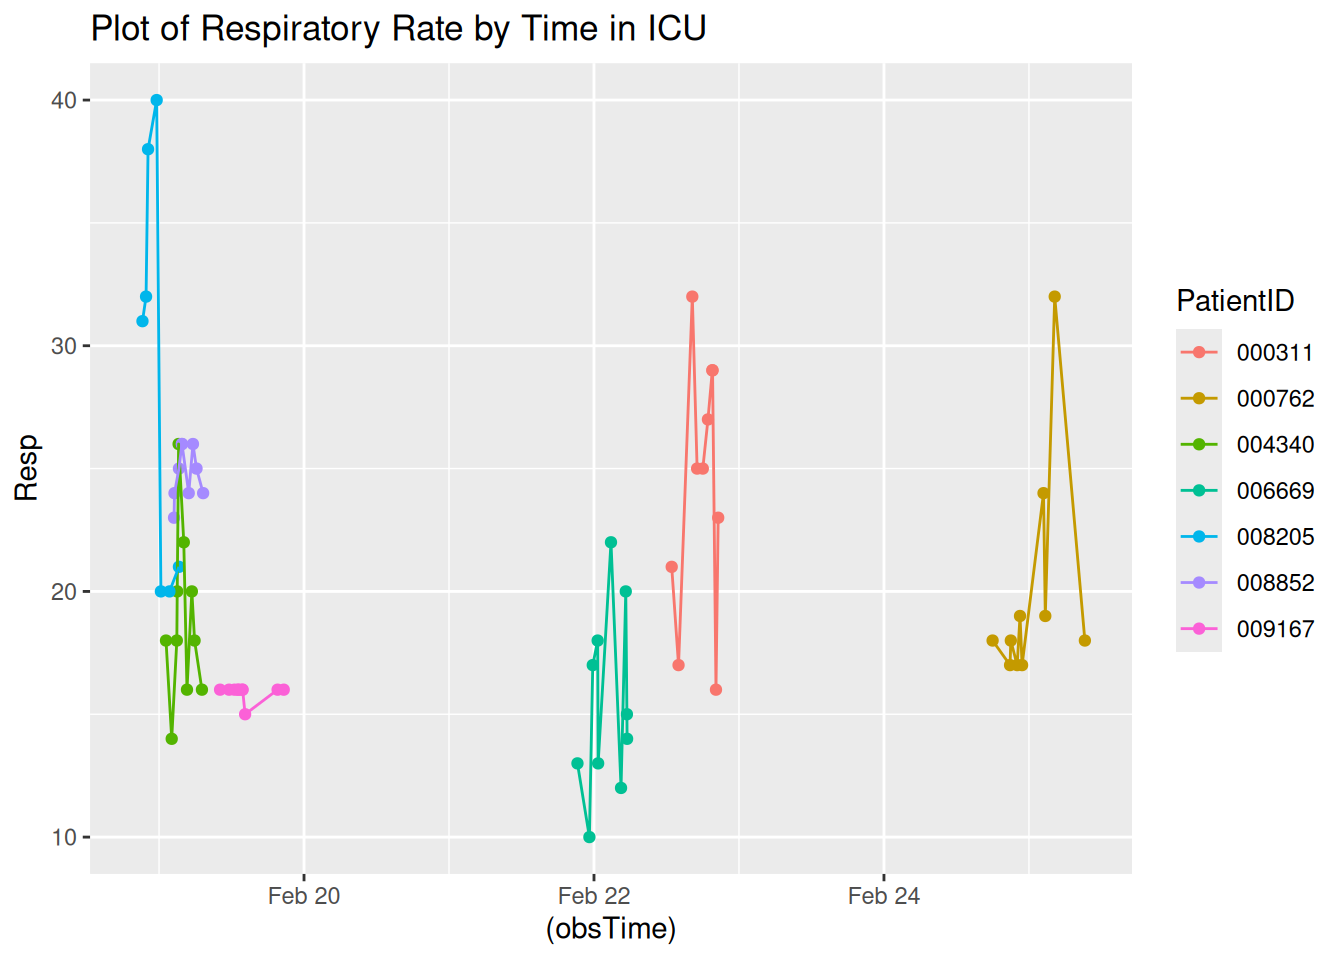 Plot of Respiratory Rate by Time in ICU
40
30
20
10
Resp
Feb 20
Feb 22
Feb 24
(obsTime)
PatientID
000311
000762
004340
006669
008205
008852
009167